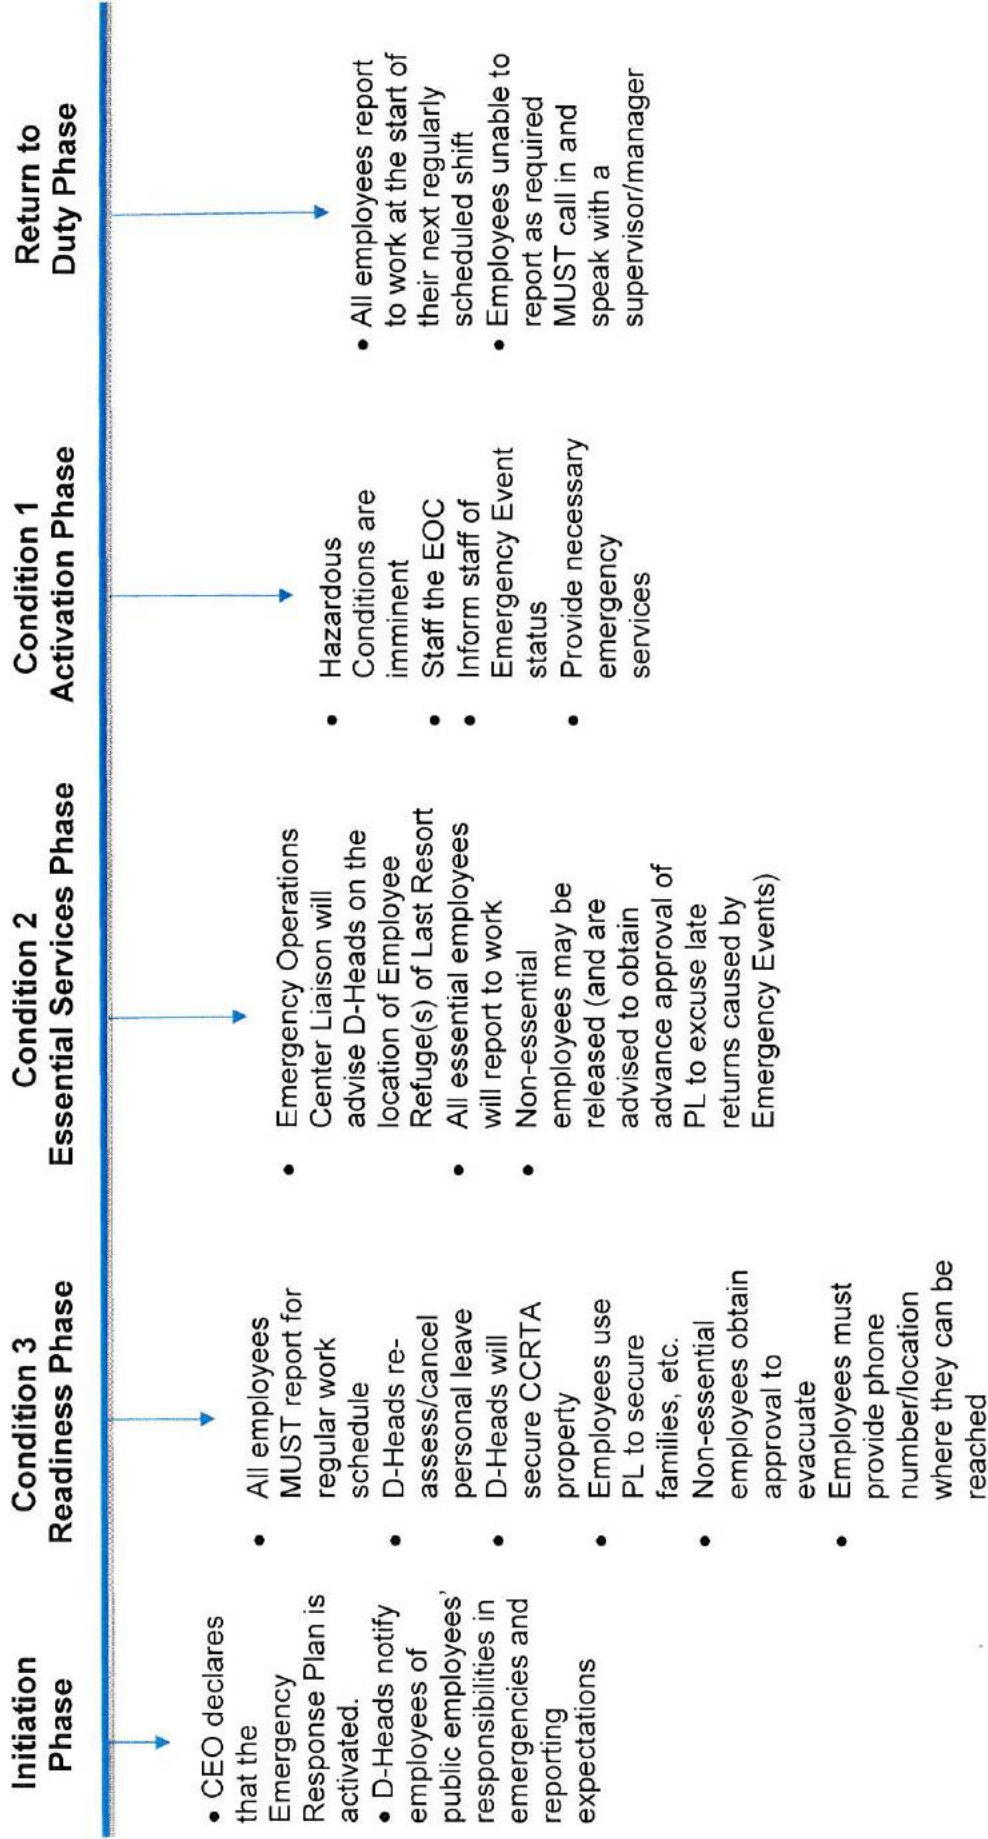 Initiation
Phase
• CEO declares
that the
Emergency
Response Plan is
activated.
• D-Heads notify
employees of
public employees'
responsibilities in
emergencies and
reporting
expectations
Condition 3
Readiness Phase
• All employees
MUST report for
regular work
schedule
• D-Heads re-
assess/cancel
personal leave
• D-Heads will
secure CCRTA
property
• Employees use
PL to secure
families, etc.
• Non-essential
employees obtain
approval to
evacuate
• Employees must
provide phone
number/location
where they can be
reached
Condition 2
Essential Services Phase
• Emergency Operations
Center Liaison will
advise D-Heads on the
location of Employee
Refuge(s) of Last Resort
• All essential employees
will report to work
• Non-essential
employees may be
released (and are
advised to obtain
advance approval of
PL to excuse late
returns caused by
Emergency Events)
Condition 1
Activation Phase
• Hazardous
Conditions are
imminent
• Staff the EOC
• Inform staff of
Emergency Event
status
• Provide necessary
emergency
services
Return to
Duty Phase
• All employees report
to work at the start of
their next regularly
scheduled shift
• Employees unable to
report as required
MUST call in and
speak with a
supervisor/manager